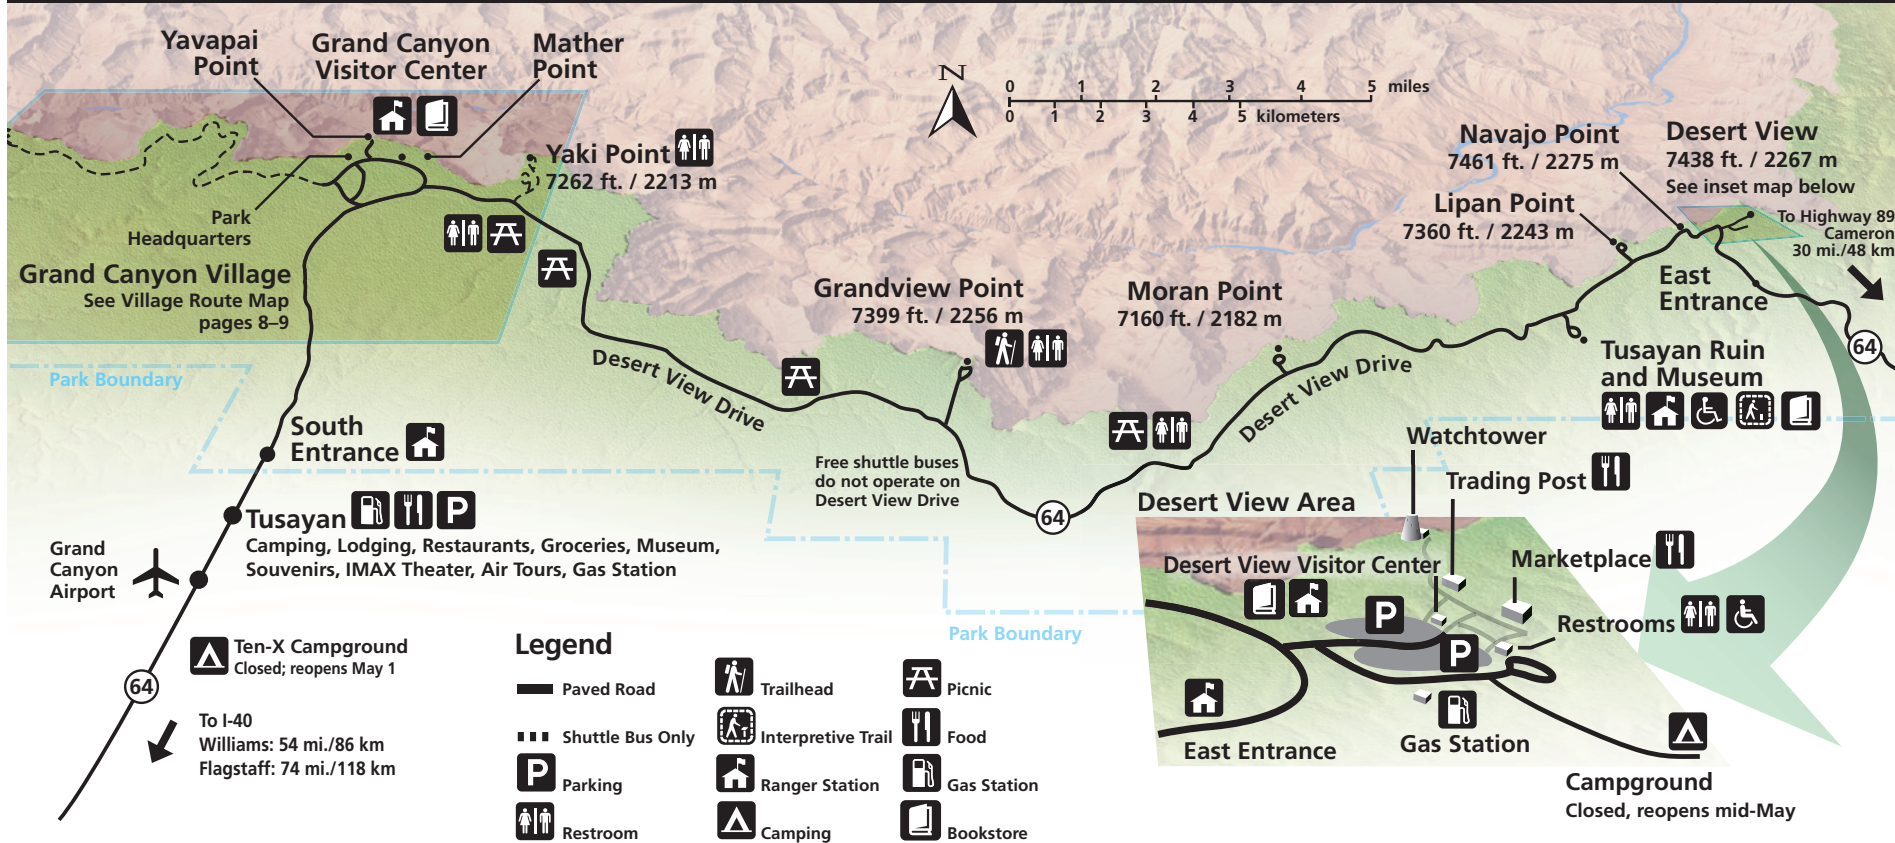 Yavapai
Point
Grand Canyon
Visitor Center
Mather
Point
N
0 1 2 3 4 5 miles
0 1 2 3 4 5 kilometers
Yaki Point
7262 ft. / 2213 m
Navajo Point
7461 ft. / 2275 m
Desert View
7438 ft. / 2267 m
See inset map below
Lipan Point
7360 ft. / 2243 m
To Highway 89
Cameron
30 mi./48 km
Park
Headquarters
Grand Canyon Village
See Village Route Map
pages 8–9
East
Entrance
Grandview Point
7399 ft. / 2256 m
Moran Point
7160 ft. / 2182 m
64
Park Boundary
Desert View Drive
Desert View Drive
Tusayan Ruin
and Museum
South
Entrance
Free shuttle buses
do not operate on
Desert View Drive
64
Watchtower
Trading Post
Desert View Area
Tusayan
P
Camping, Lodging, Restaurants, Groceries, Museum,
Souvenirs, IMAX Theater, Air Tours, Gas Station
Grand
Canyon
Airport
Desert View Visitor Center
Marketplace
P
Restrooms
P
Park Boundary
Ten-X Campground
Closed; reopens May 1
64
To I-40
Williams: 54 mi./86 km
Flagstaff: 74 mi./118 km
East Entrance
Gas Station
Campground
Closed, reopens mid-May
Legend
Paved Road
Shuttle Bus Only
P
Parking
Restroom
Trailhead
Interpretive Trail
Ranger Station
Camping
Picnic
Food
Gas Station
Bookstore